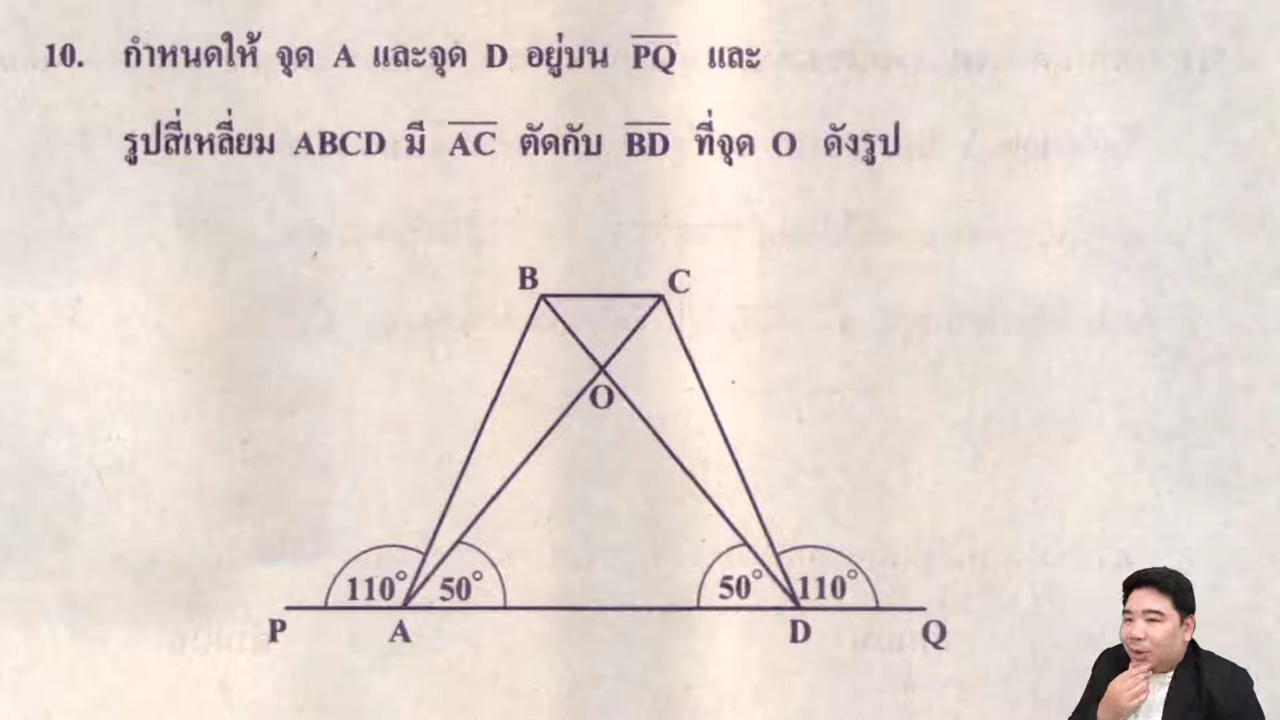 10. กำหนดให้ จุด A และจุด D อยู่บน PQ และ
รูปสี่เหลี่ยม ABCD มี AC ตัดกับ BD ที่จุด O ดังรูป
B C
O
110° 50° 50° 110°
P A D Q